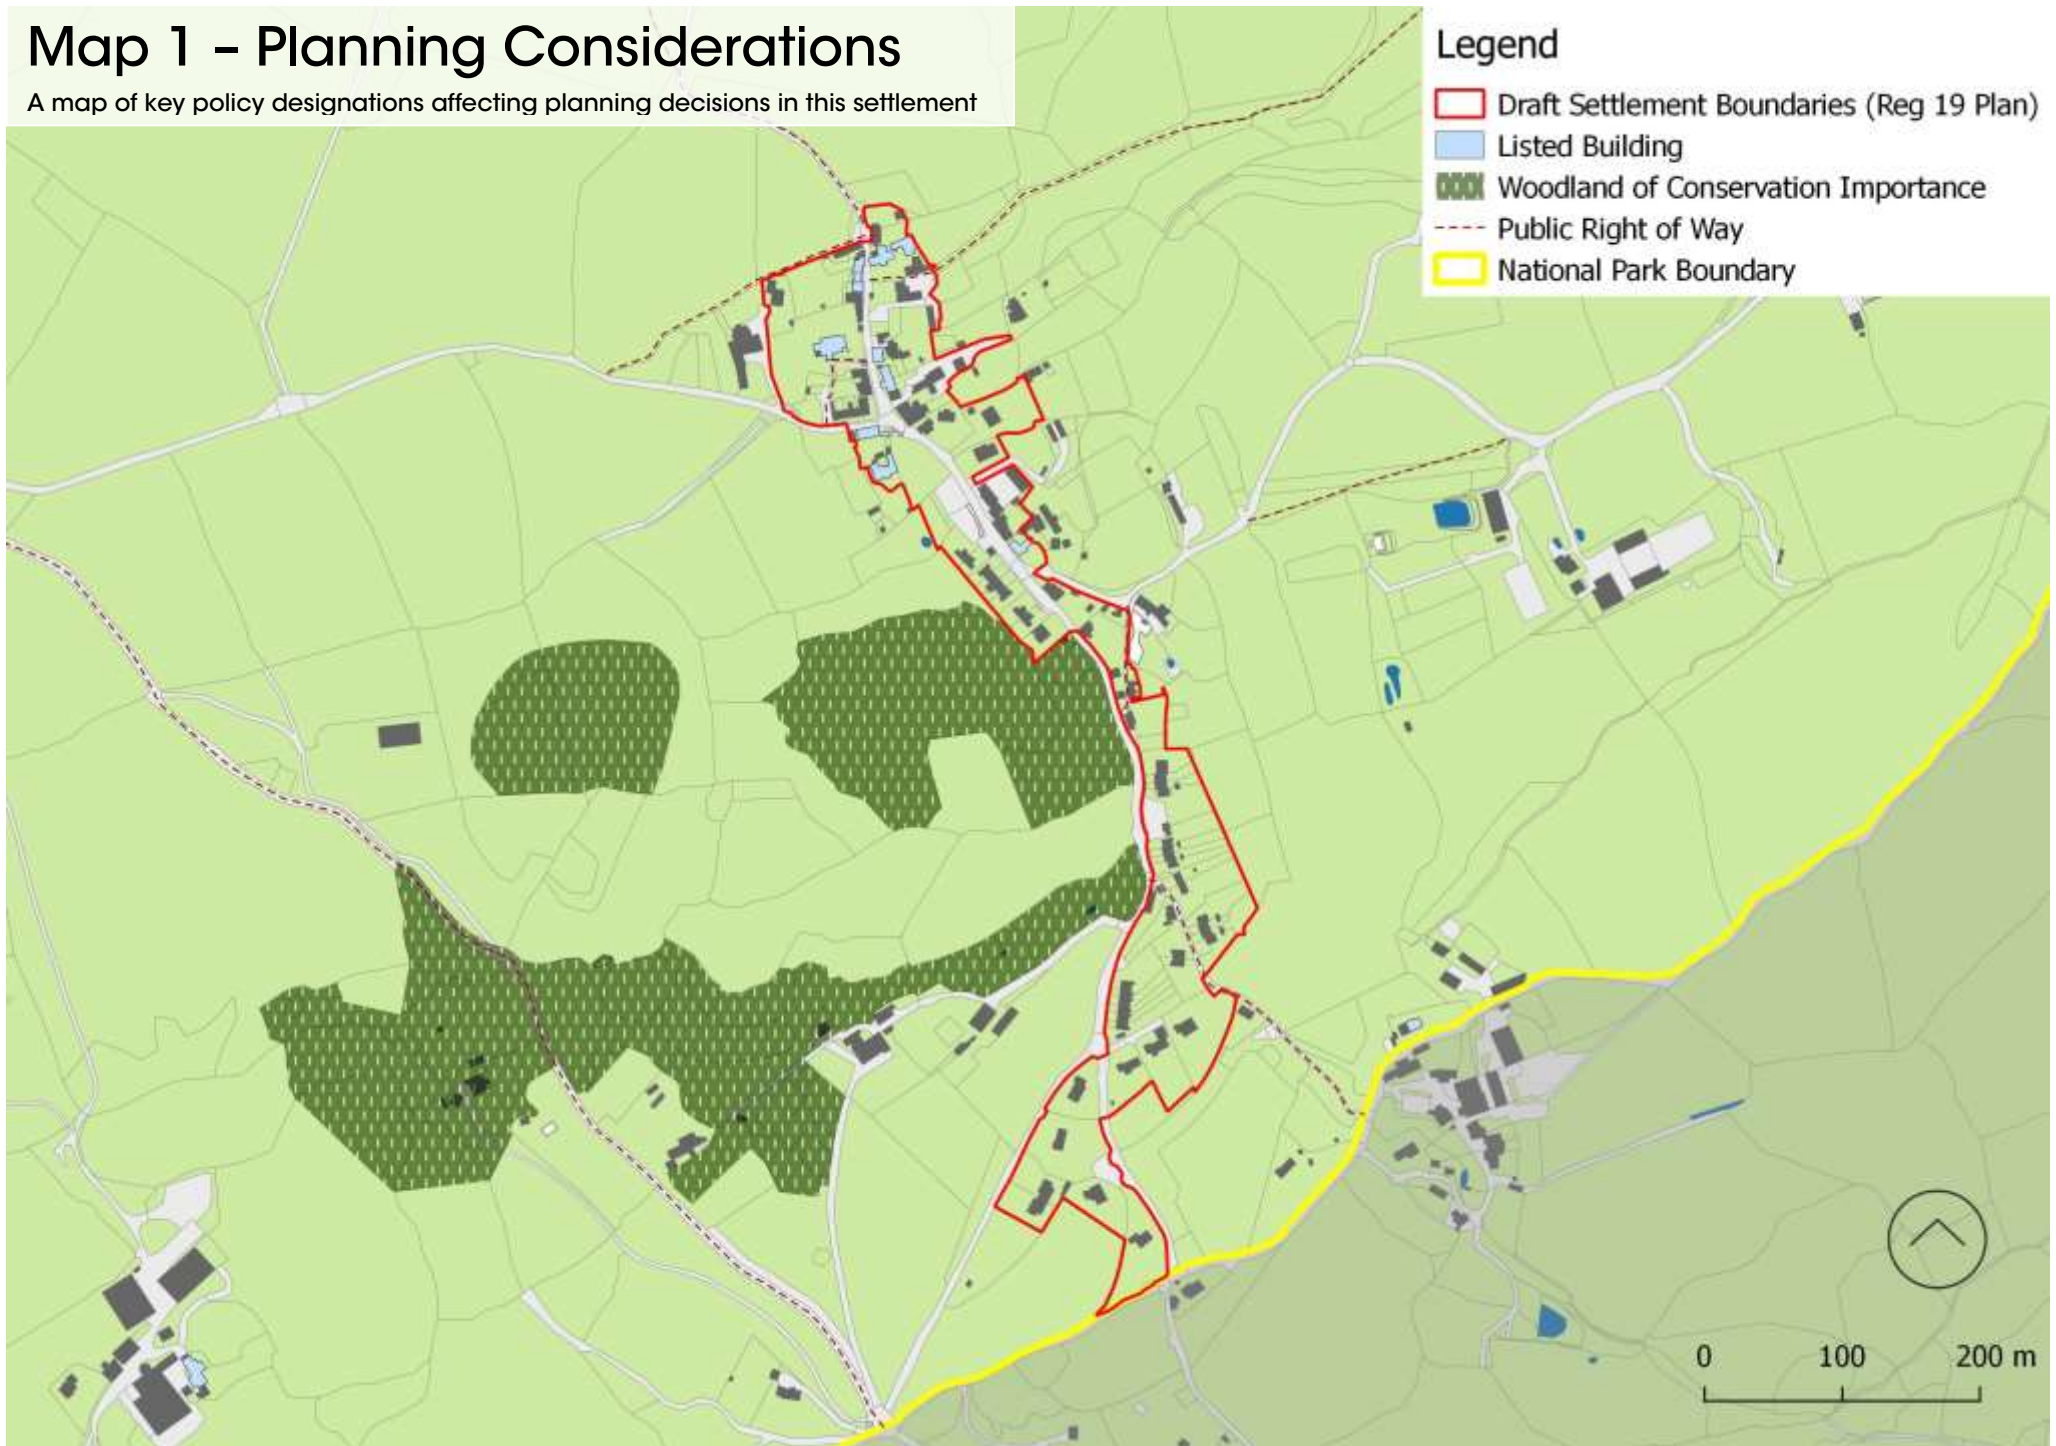 Map 1 – Planning Considerations
A map of key policy designations affecting planning decisions in this settlement
Legend
Draft Settlement Boundaries (Reg 19 Plan)
Listed Building
Woodland of Conservation Importance
Public Right of Way
National Park Boundary
0 100 200 m